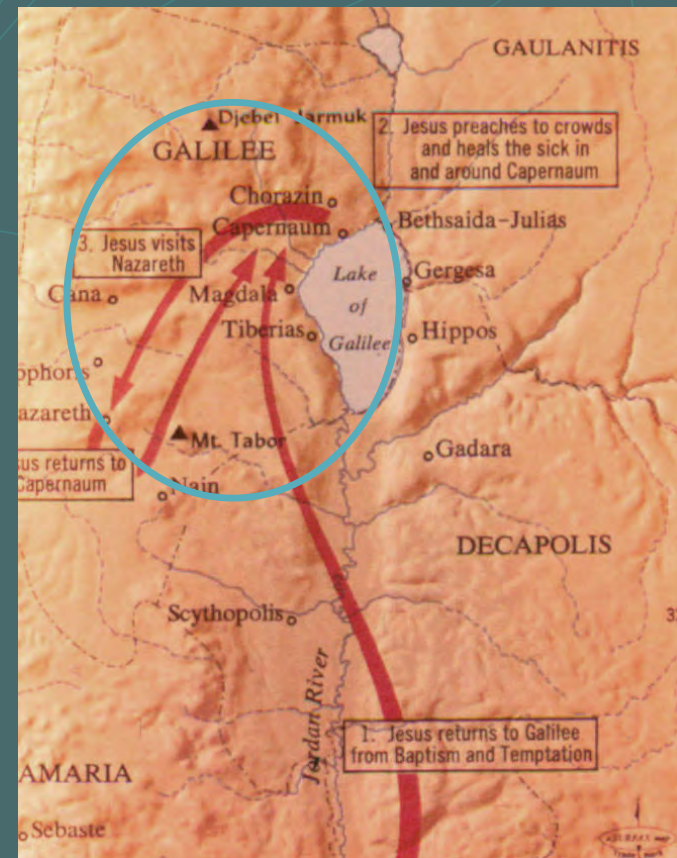 GAULANITIS
Djebel Jarmuk
GALILEE
2. Jesus preaches to crowds
and heals the sick in
and around Capernaum
Chorazin
Capernaum
Bethsaida-Julias
3. Jesus visits
Nazareth
Lake
of
Galilee
Gergesa
Cana
Magdala
Tiberias
Hippos
ophoris
azareth
Mt. Tabor
sus returns to
Capernaum
Gadara
Nain
DECAPOLIS
Scythopolis
Jordan River
1. Jesus returns to Galilee
from Baptism and Temptation
AMARIA
Sebaste